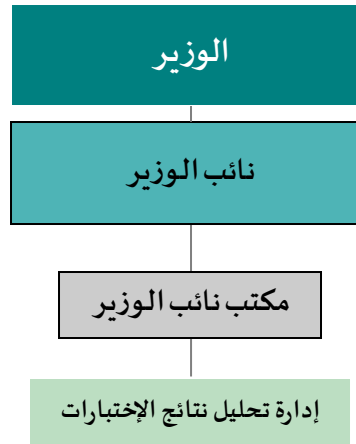 الوزير
نائب الوزير
مكتب نائب الوزير
إدارة تحليل نتائج الإختبارات